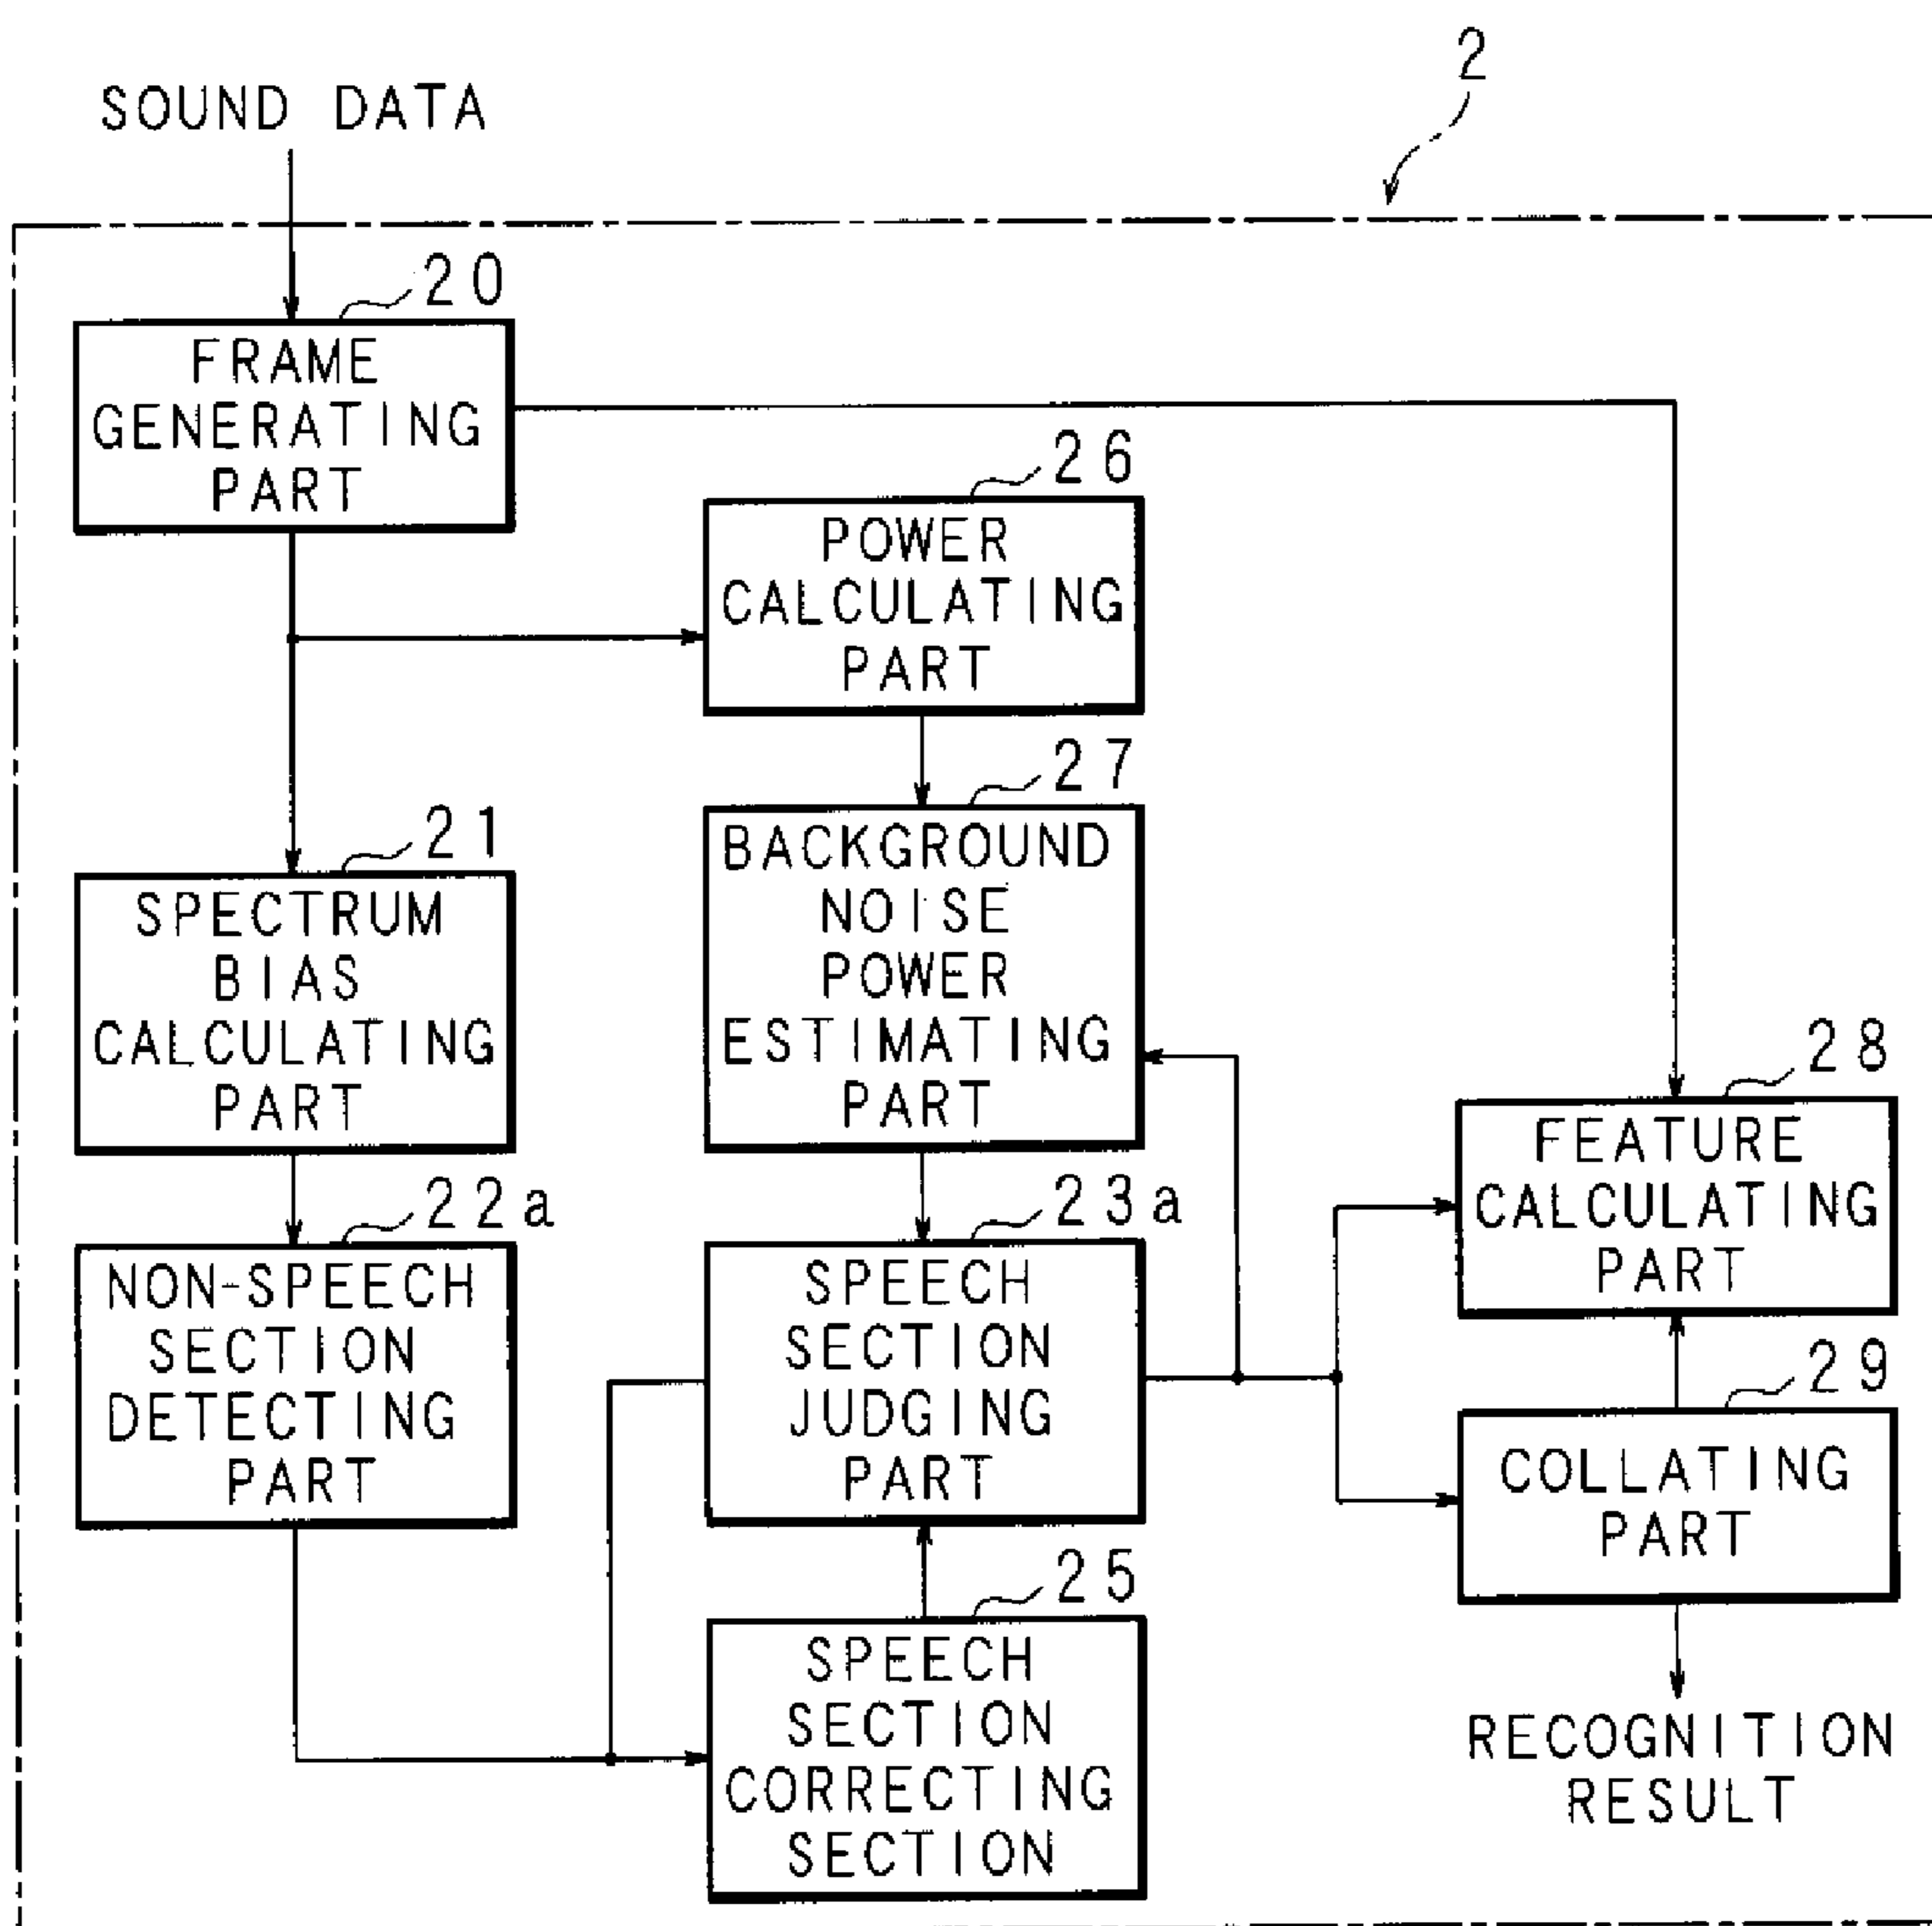 2
SOUND DATA
20
FRAME
GENERATING
PART
26
POWER
CALCULATING
PART
27
BACKGROUND
NOISE
POWER
ESTIMATING
PART
21
SPECTRUM
BIAS
CALCULATING
PART
28
FEATURE
CALCULATING
PART
22a
NON-SPEECH
SECTION
DETECTING
PART
23a
SPEECH
SECTION
JUDGING
PART
29
COLLATING
PART
25
SPEECH
SECTION
CORRECTING
SECTION
RECOGNITION
RESULT